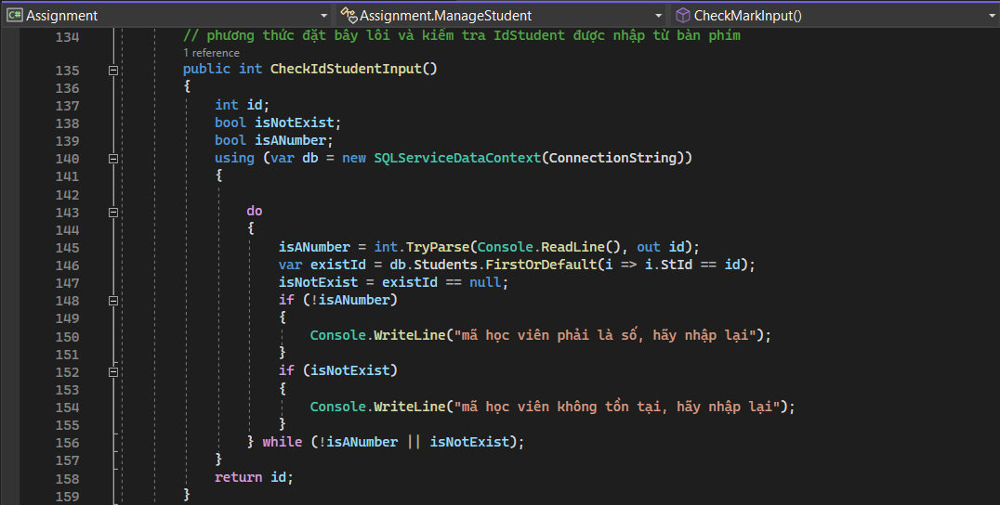 C# Assignment
Assignment.ManageStudent
CheckMarkInput()
134 // phương thức đặt bây lôi và kiểm tra IdStudent được nhập từ bàn phím
1 reference
135 public int CheckIdStudentInput()
136 {
137 int id;
138 bool isNotExist;
139 bool isANumber;
140 using (var db = new SQLServiceDataContext(ConnectionString))
141 {
142
143 do
144 {
145 isANumber = int.TryParse(Console.ReadLine(), out id);
146 var existId = db.Students.FirstOrDefault(i => i.StId == id);
147 isNotExist = existId == null;
148 if (!isANumber)
149 {
150 Console.WriteLine("mã học viên phải là số, hãy nhập lại");
151 }
152 if (isNotExist)
153 {
154 Console.WriteLine("mã học viên không tồn tại, hãy nhập lại");
155 }
156 } while (!isANumber || isNotExist);
157 }
158 return id;
159 }